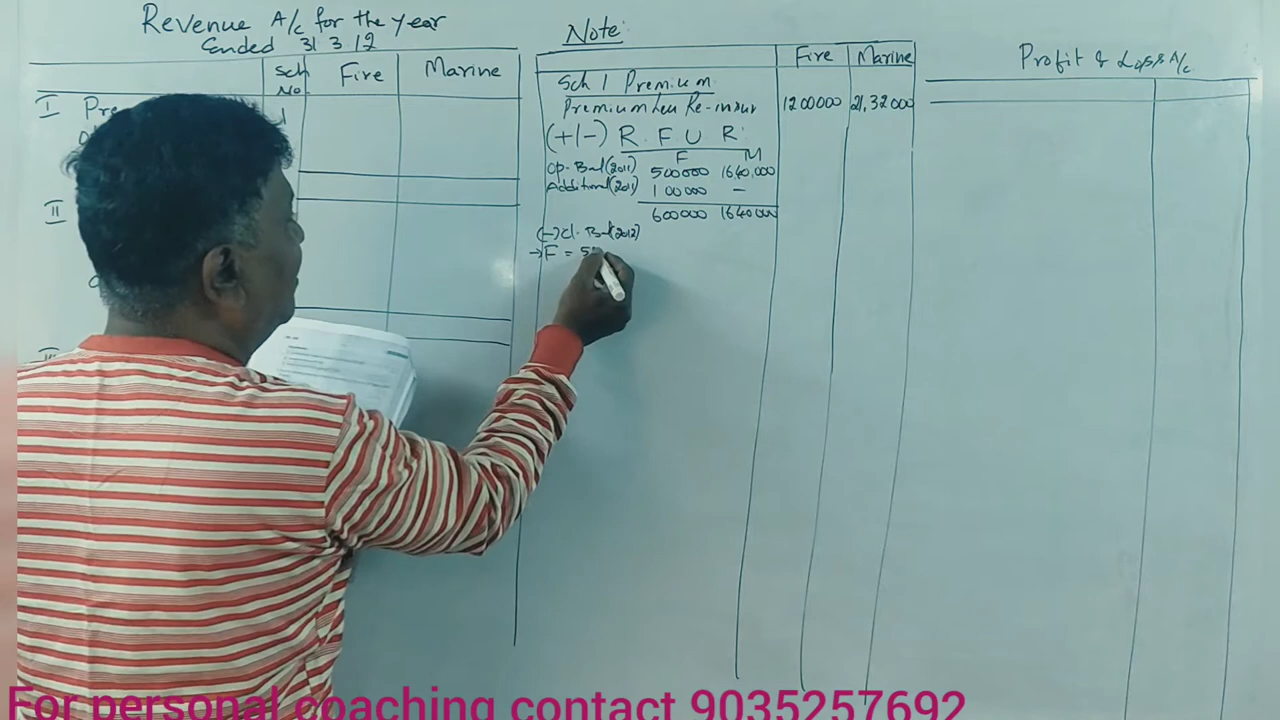 Revenue A/c for the year
Ended 31 3 12
Sch No. Fire Marine
I Pre 1
II
Note:
Fire Marine
Sch 1 Premium
Premium Less Re-insur 1200000 21,32000
(+/-) R. F U R:
F M
Op. Bal (2011) 500000 1640,000
Additional (2011) 100000 -
600000 1640000
(-) Cl. Bal (2012)
→ F =
Profit & Loss A/c
For personal coaching contact 9035257692